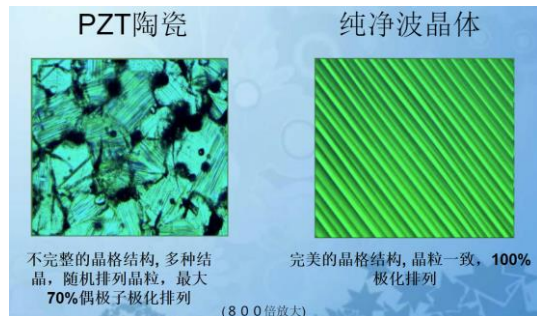 PZT陶瓷
纯净波晶体
不完整的晶格结构, 多种结
晶，随机排列晶粒，最大
70%偶极子极化排列
完美的晶格结构, 晶粒一致，100%
极化排列
(８００倍放大)